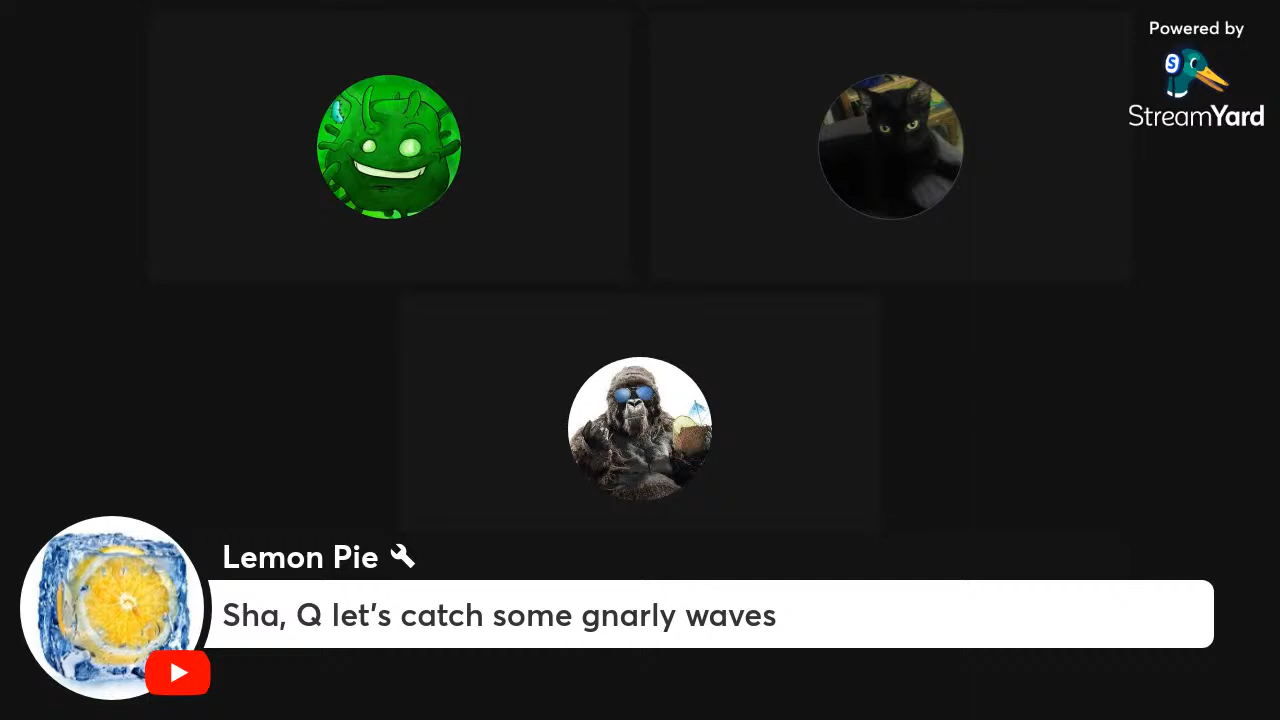 Powered by
S
StreamYard
Lemon Pie
Sha, Q let's catch some gnarly waves